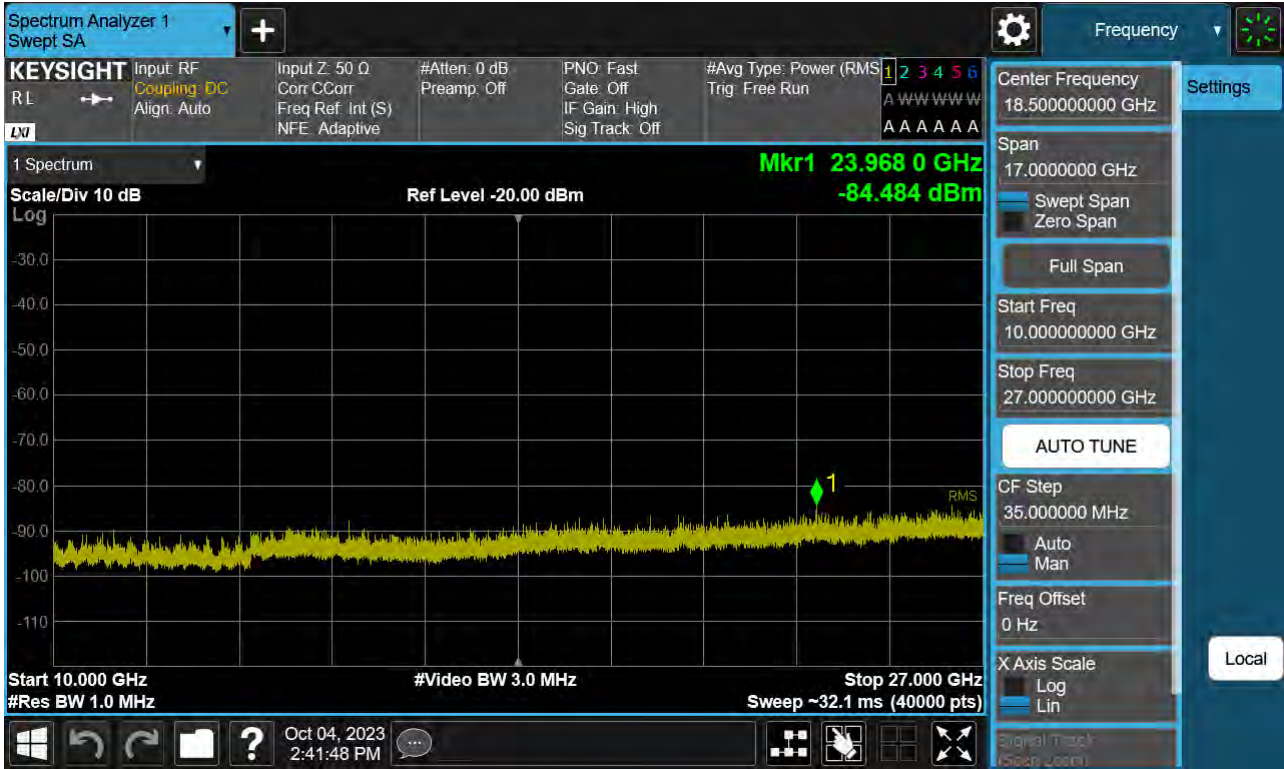 Spectrum Analyzer 1
Swept SA
+
Frequency
KEYSIGHT
RL
LXI
Input: RF
Coupling: DC
Align: Auto
Input Z: 50 Ω
Corr CCorr
Freq Ref: Int (S)
NFE: Adaptive
#Atten: 0 dB
Preamp: Off
PNO: Fast
Gate: Off
IF Gain: High
Sig Track: Off
#Avg Type: Power (RMS
Trig: Free Run
1 2 3 4 5 6
A W W W W W
A A A A A A
1 Spectrum
Scale/Div 10 dB
Log
Ref Level -20.00 dBm
Mkr1 23.968 0 GHz
-84.484 dBm
-30.0
-40.0
-50.0
-60.0
-70.0
-80.0
-90.0
-100
-110
1
RMS
Start 10.000 GHz
#Res BW 1.0 MHz
#Video BW 3.0 MHz
Stop 27.000 GHz
Sweep ~32.1 ms (40000 pts)
Center Frequency
18.500000000 GHz
Span
17.0000000 GHz
Swept Span
Zero Span
Full Span
Start Freq
10.000000000 GHz
Stop Freq
27.000000000 GHz
AUTO TUNE
CF Step
35.000000 MHz
Auto
Man
Freq Offset
0 Hz
X Axis Scale
Log
Lin
Signal Track
(Span Zoom)
Settings
Local
?
Oct 04, 2023
2:41:48 PM